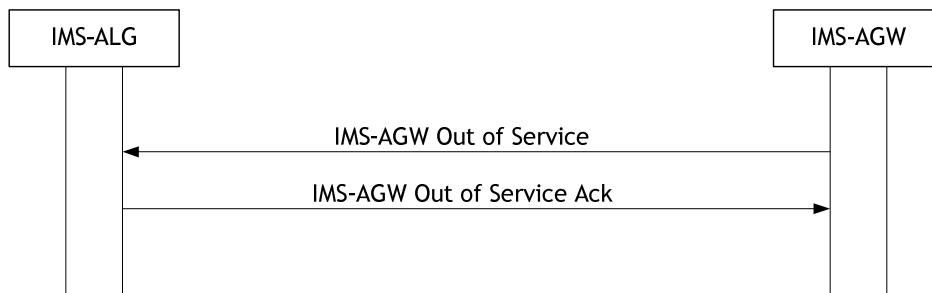 IMS-ALG
IMS-AGW
IMS-AGW Out of Service
IMS-AGW Out of Service Ack